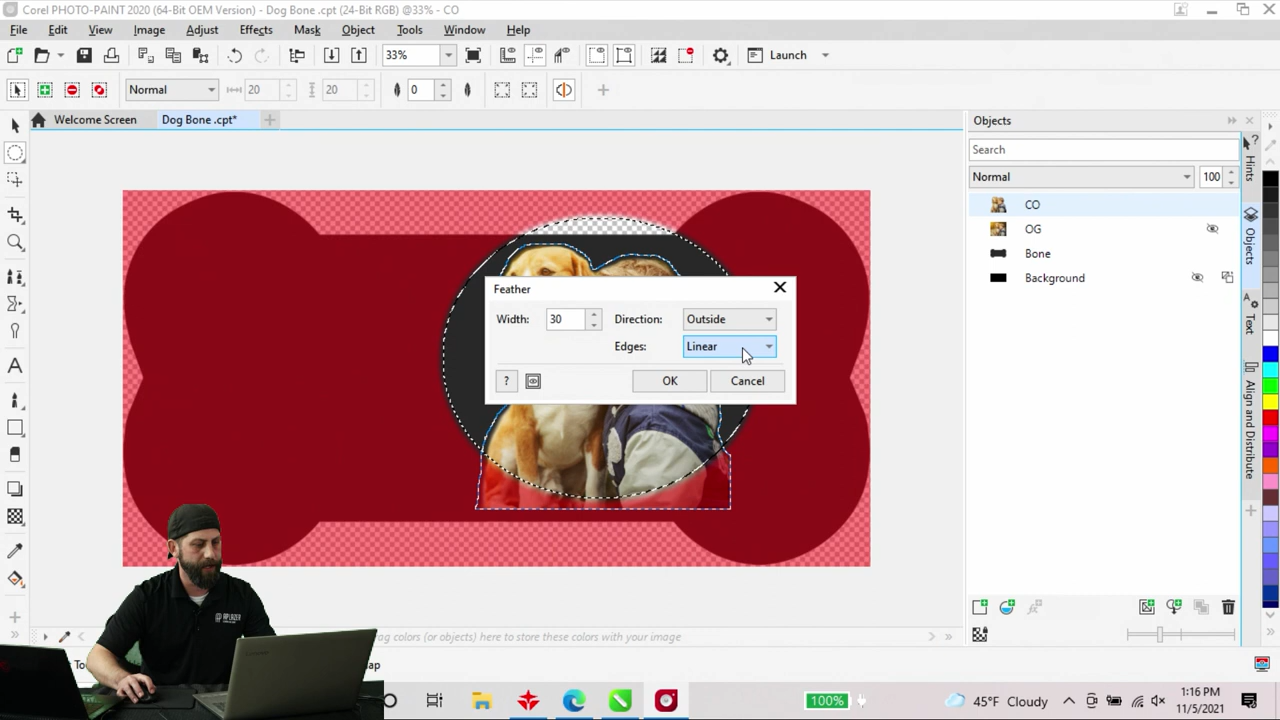 Corel PHOTO-PAINT 2020 (64-Bit OEM Version) - Dog Bone .cpt (24-Bit RGB) @33% - CO
File Edit View Image Adjust Effects Mask Object Tools Window Help
33% Launch
Normal 20 20 0
Welcome Screen Dog Bone .cpt*
Objects
Search
Normal 100
CO
OG
Bone
Background
Hints
Objects
Text
Align and Distribute
Feather
Width: 30 Direction: Outside
Edges: Linear
? OK Cancel
rag colors (or objects) here to store these colors with your image
100% 45°F Cloudy 1:16 PM
11/5/2021